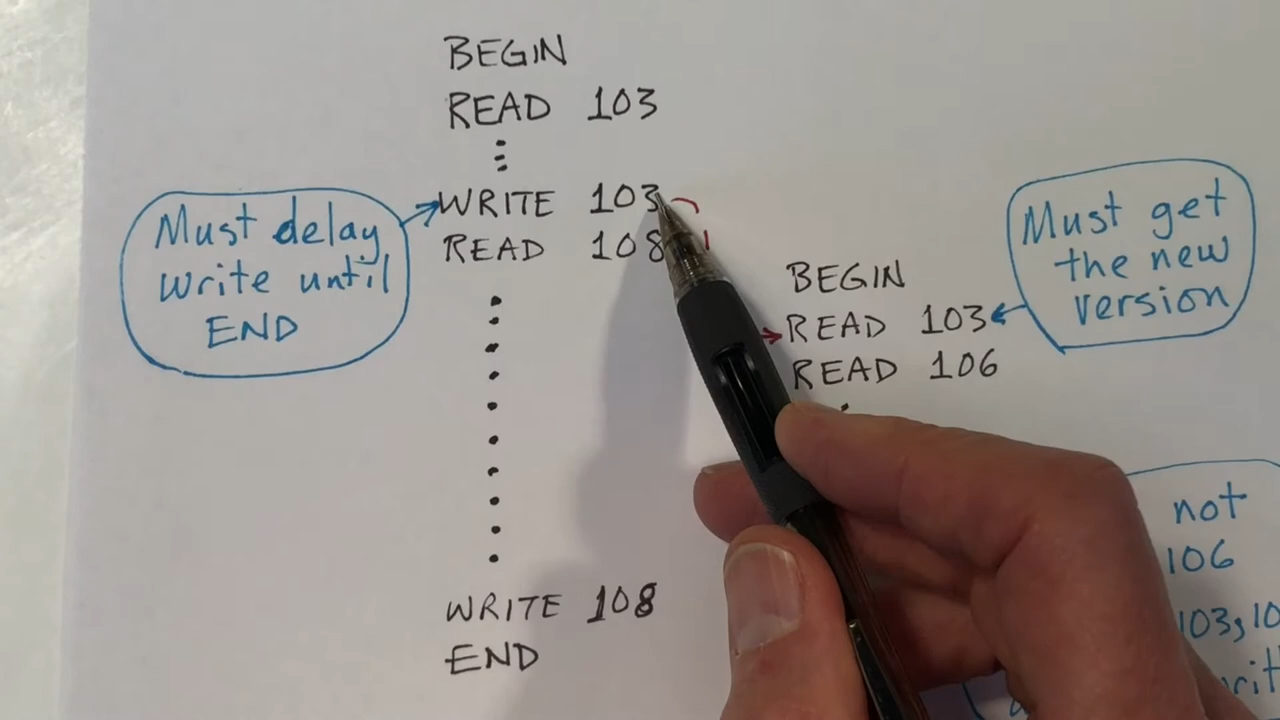 BEGIN
READ 103
WRITE 103
READ 108
WRITE 108
END
Must delay
write until
END
BEGIN
READ 103
READ 106
Must get
the new
version
not
106
103,